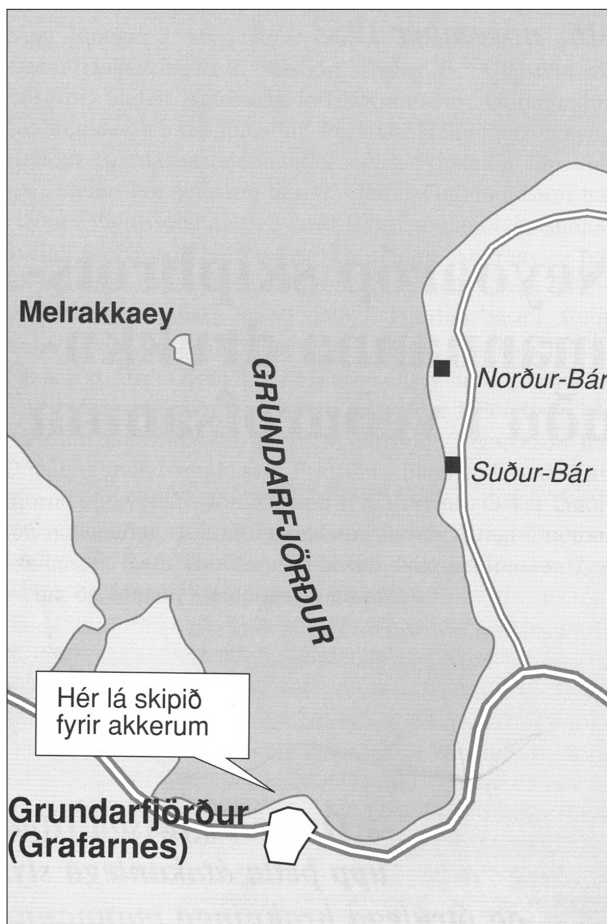 Melrakkaey
GRUNDARFJÖRÐUR
Norður-Bár
Suður-Bár
Hér lá skipið
fyrir akkerum
Grundarfjörður
(Grafarnes)